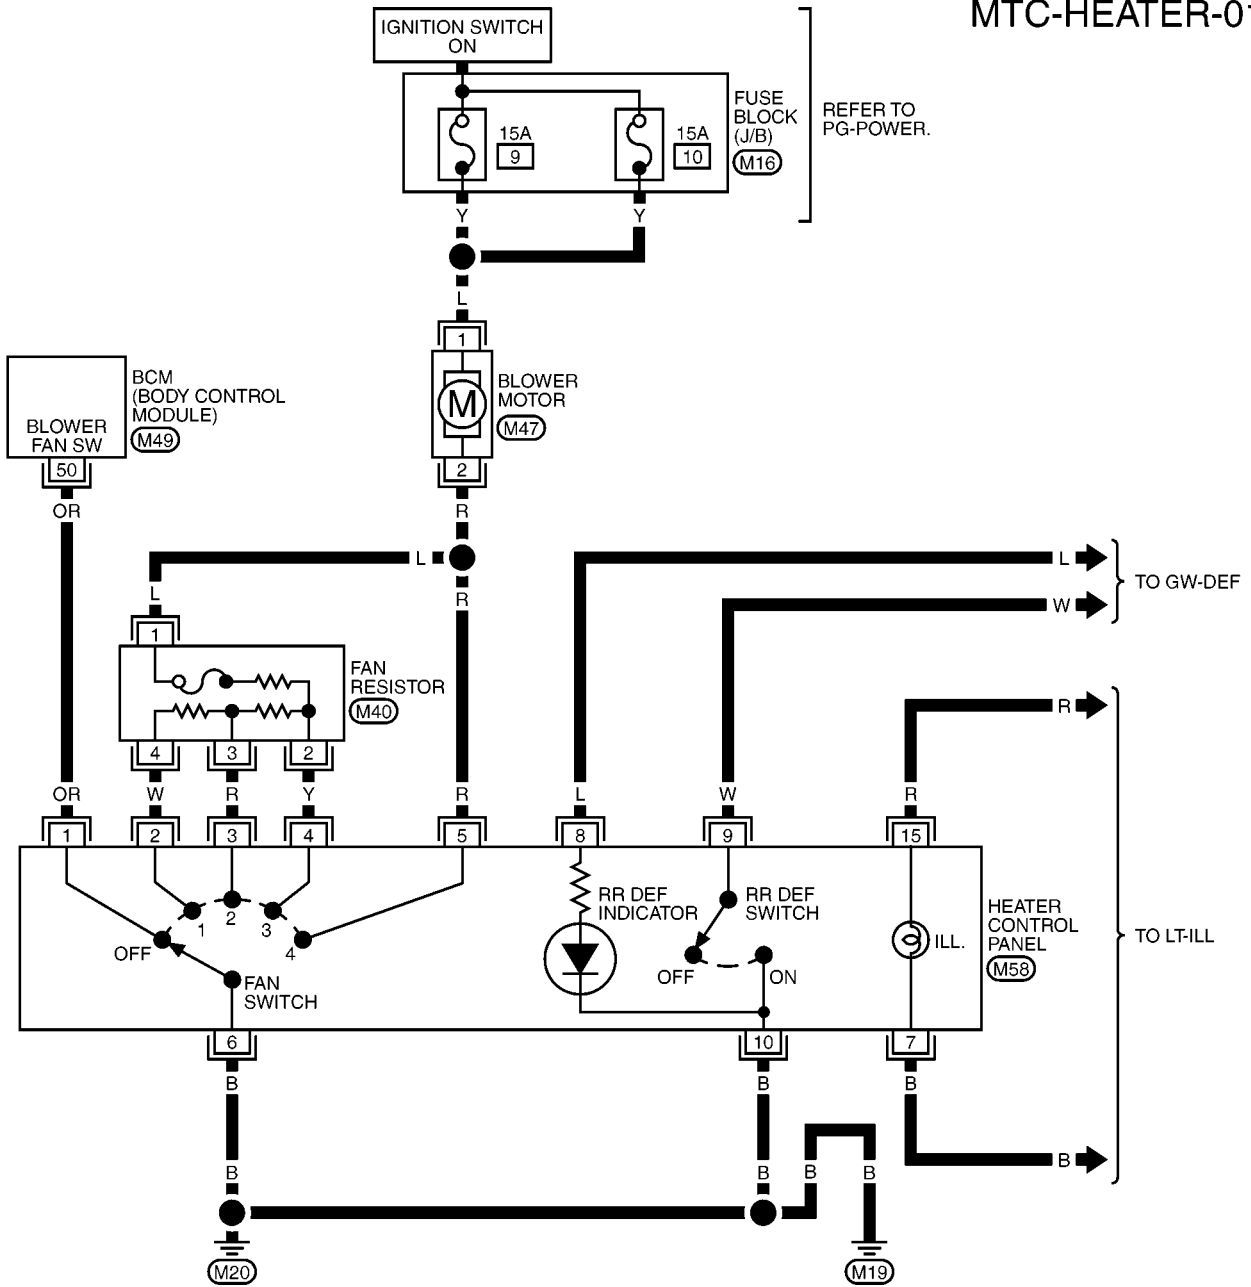 MTC-HEATER-01
IGNITION SWITCH
ON
FUSE
BLOCK
(J/B)
M16
REFER TO
PG-POWER.
15A
9
15A
10
Y
Y
L
1
BLOWER
MOTOR
M
M47
2
BCM
(BODY CONTROL
MODULE)
M49
BLOWER
FAN SW
50
OR
R
L
L
R
L
W
TO GW-DEF
1
FAN
RESISTOR
M40
4
3
2
R
OR
W
R
Y
R
L
W
R
1
2
3
4
5
8
9
15
RR DEF
INDICATOR
RR DEF
SWITCH
OFF
ON
ILL.
HEATER
CONTROL
PANEL
M58
TO LT-ILL
OFF
1
2
3
4
FAN
SWITCH
6
10
7
B
B
B
B
B
B
B
B
M20
M19